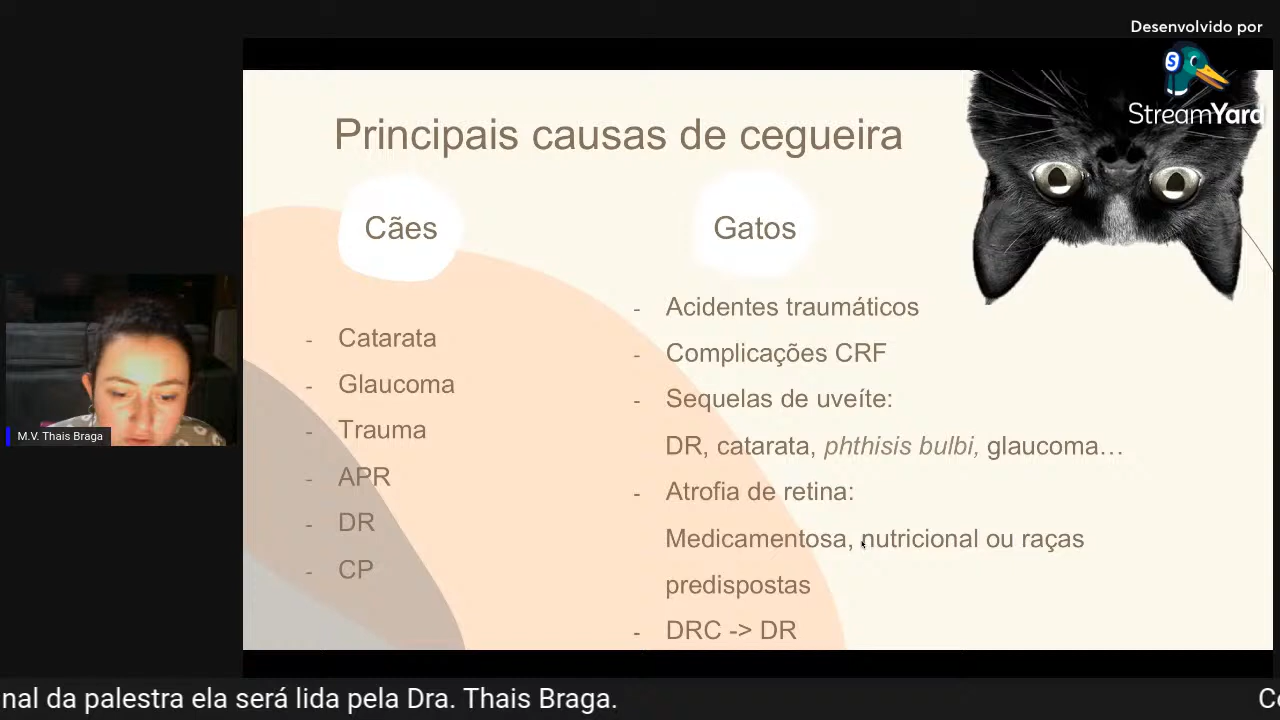 Desenvolvido por
StreamYard
Principais causas de cegueira
Cães
Gatos
- Catarata
- Glaucoma
- Trauma
- APR
- DR
- CP
- Acidentes traumáticos
- Complicações CRF
- Sequelas de uveíte:
DR, catarata, phthisis bulbi, glaucoma…
- Atrofia de retina:
Medicamentosa, nutricional ou raças
predispostas
- DRC -> DR
M.V. Thais Braga
nal da palestra ela será lida pela Dra. Thais Braga.